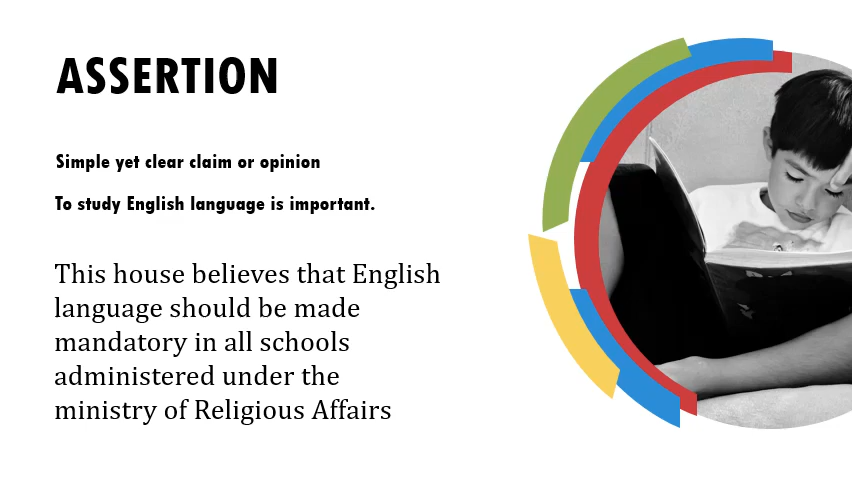 ASSERTION
Simple yet clear claim or opinion
To study English language is important.
This house believes that English
language should be made
mandatory in all schools
administered under the
ministry of Religious Affairs